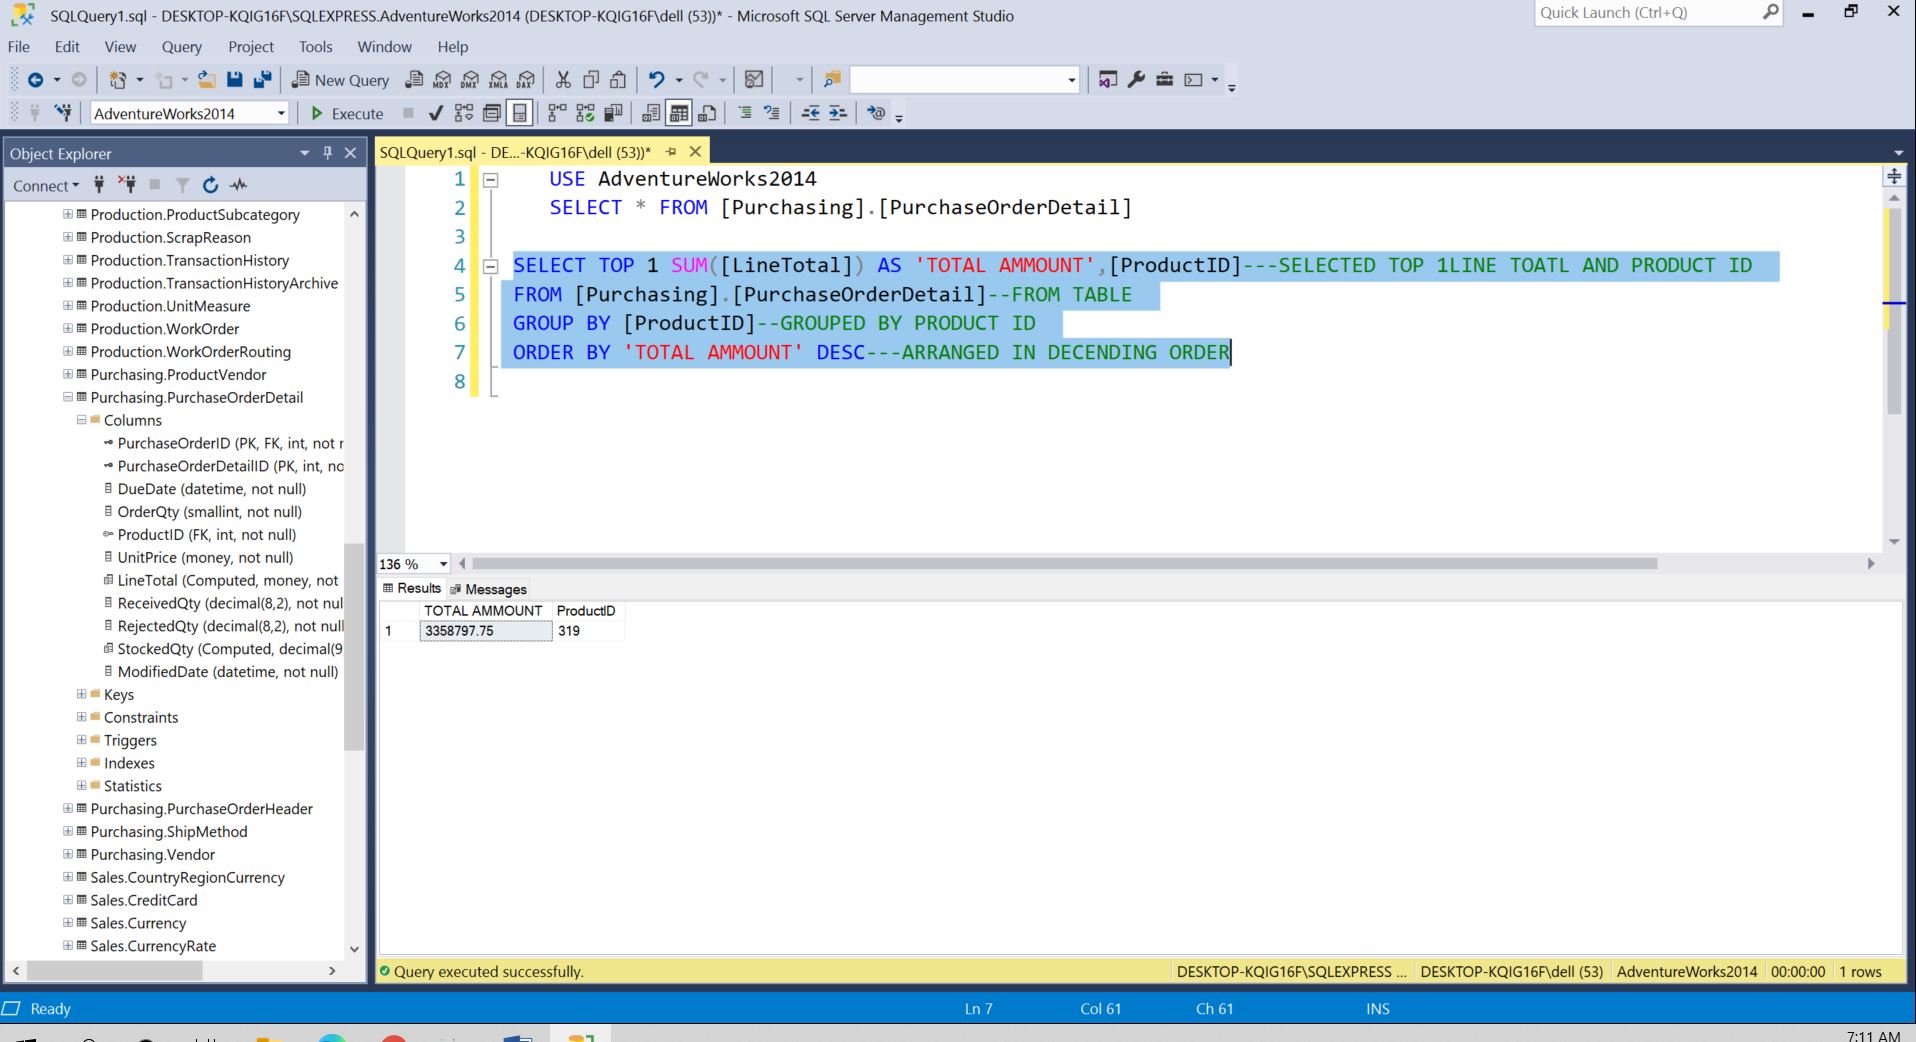 SQLQuery1.sql - DESKTOP-KQIG16F\SQLEXPRESS.AdventureWorks2014 (DESKTOP-KQIG16F\dell (53))* - Microsoft SQL Server Management Studio
Quick Launch (Ctrl+Q)
File Edit View Query Project Tools Window Help
New Query MDX DMX XMLA DAX
AdventureWorks2014 Execute
Object Explorer
Connect
Production.ProductSubcategory
Production.ScrapReason
Production.TransactionHistory
Production.TransactionHistoryArchive
Production.UnitMeasure
Production.WorkOrder
Production.WorkOrderRouting
Purchasing.ProductVendor
Purchasing.PurchaseOrderDetail
Columns
PurchaseOrderID (PK, FK, int, not r
PurchaseOrderDetailID (PK, int, no
DueDate (datetime, not null)
OrderQty (smallint, not null)
ProductID (FK, int, not null)
UnitPrice (money, not null)
LineTotal (Computed, money, not
ReceivedQty (decimal(8,2), not nul
RejectedQty (decimal(8,2), not null
StockedQty (Computed, decimal(9
ModifiedDate (datetime, not null)
Keys
Constraints
Triggers
Indexes
Statistics
Purchasing.PurchaseOrderHeader
Purchasing.ShipMethod
Purchasing.Vendor
Sales.CountryRegionCurrency
Sales.CreditCard
Sales.Currency
Sales.CurrencyRate
SQLQuery1.sql - DE...-KQIG16F\dell (53))*
1 USE AdventureWorks2014
2 SELECT * FROM [Purchasing].[PurchaseOrderDetail]
3
4 SELECT TOP 1 SUM([LineTotal]) AS 'TOTAL AMMOUNT',[ProductID]---SELECTED TOP 1LINE TOATL AND PRODUCT ID
5 FROM [Purchasing].[PurchaseOrderDetail]--FROM TABLE
6 GROUP BY [ProductID]--GROUPED BY PRODUCT ID
7 ORDER BY 'TOTAL AMMOUNT' DESC---ARRANGED IN DECENDING ORDER
8
136 %
Results Messages
TOTAL AMMOUNT ProductID
1 3358797.75 319
Query executed successfully. DESKTOP-KQIG16F\SQLEXPRESS ... DESKTOP-KQIG16F\dell (53) AdventureWorks2014 00:00:00 1 rows
Ready Ln 7 Col 61 Ch 61 INS
7:11 AM